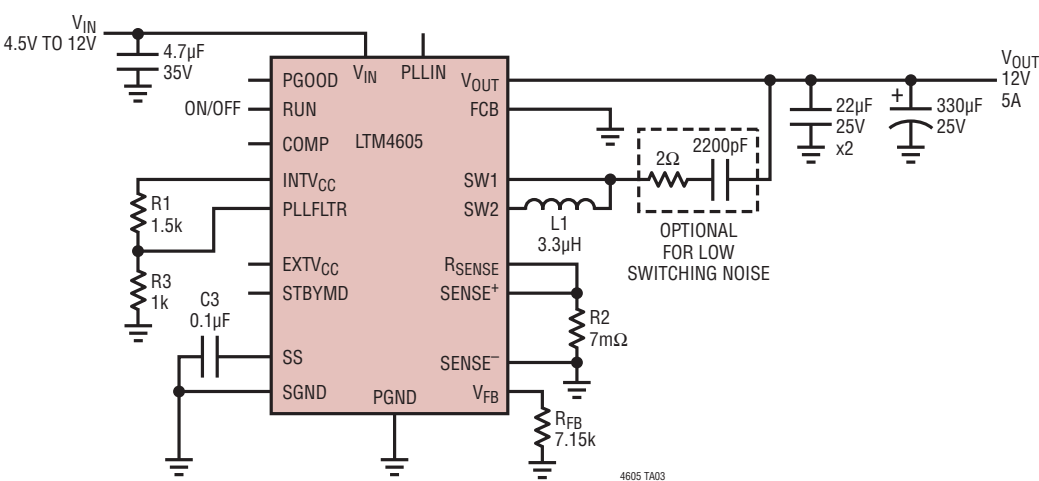 VIN
4.5V TO 12V
4.7µF
35V
VIN
PLLIN
PGOOD
VOUT
ON/OFF
RUN
FCB
COMP
LTM4605
INTVCC
SW1
PLLFLTR
SW2
R1
1.5k
R3
1k
EXTVCC
RSENSE
STBYMD
SENSE+
C3
0.1µF
SS
SENSE–
SGND
PGND
VFB
L1
3.3µH
2Ω
2200pF
OPTIONAL
FOR LOW
SWITCHING NOISE
R2
7mΩ
RFB
7.15k
22µF
25V
x2
+
330µF
25V
VOUT
12V
5A
4605 TA03